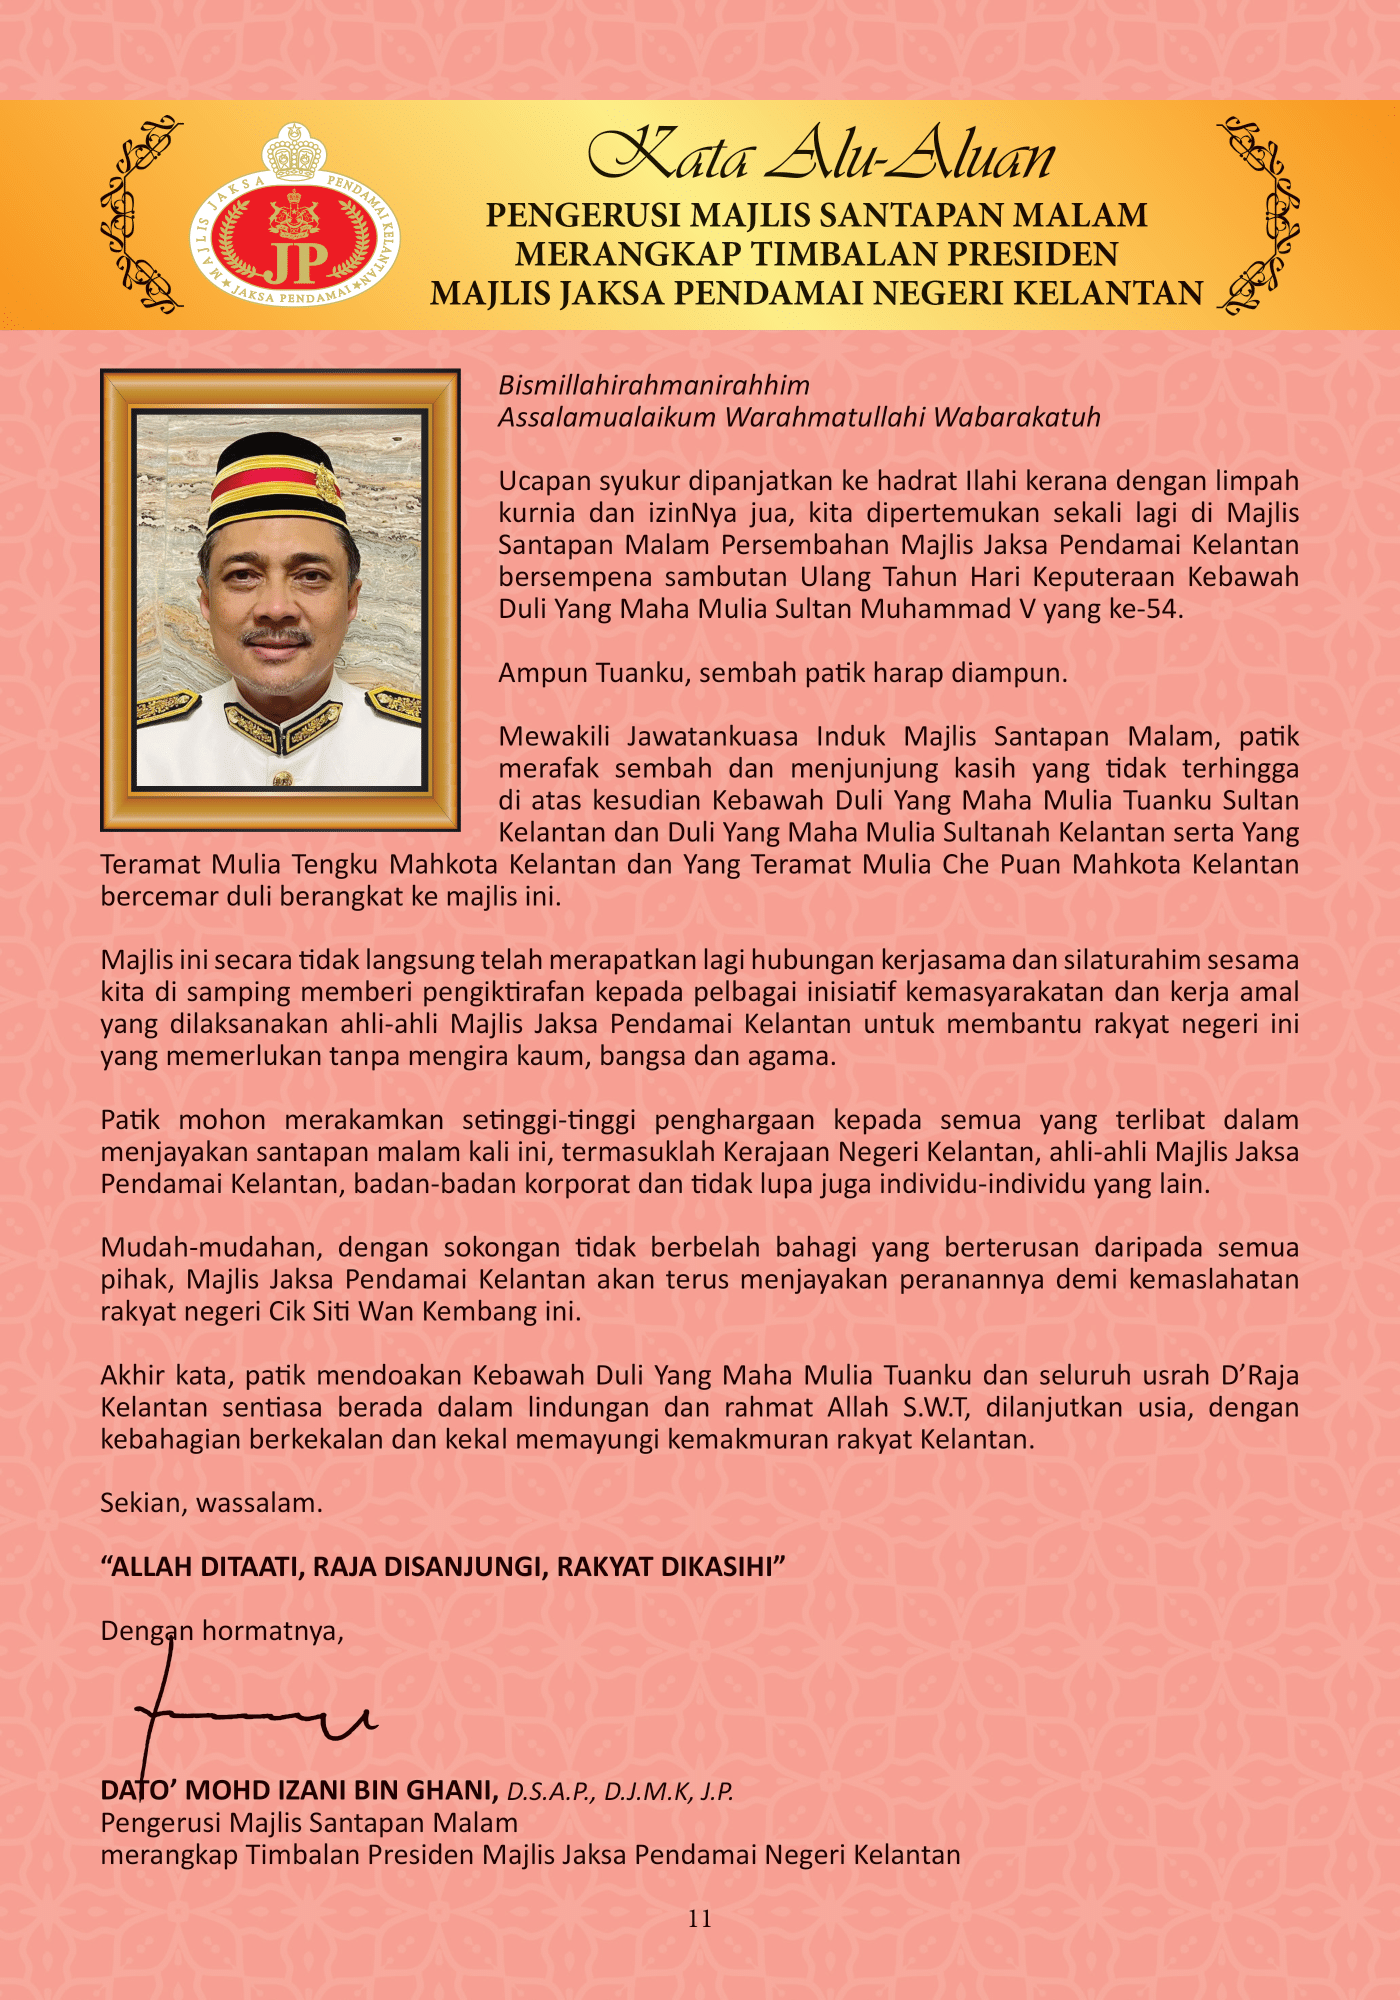 MAJLIS JAKSA PENDAMAI KELANTAN
JP
JAKSA PENDAMAI
Kata Alu-Aluan
PENGERUSI MAJLIS SANTAPAN MALAM
MERANGKAP TIMBALAN PRESIDEN
MAJLIS JAKSA PENDAMAI NEGERI KELANTAN
Bismillahirahmanirahhim
Assalamualaikum Warahmatullahi Wabarakatuh
Ucapan syukur dipanjatkan ke hadrat Ilahi kerana dengan limpah
kurnia dan izinNya jua, kita dipertemukan sekali lagi di Majlis
Santapan Malam Persembahan Majlis Jaksa Pendamai Kelantan
bersempena sambutan Ulang Tahun Hari Keputeraan Kebawah
Duli Yang Maha Mulia Sultan Muhammad V yang ke-54.
Ampun Tuanku, sembah patik harap diampun.
Mewakili Jawatankuasa Induk Majlis Santapan Malam, patik
merafak sembah dan menjunjung kasih yang tidak terhingga
di atas kesudian Kebawah Duli Yang Maha Mulia Tuanku Sultan
Kelantan dan Duli Yang Maha Mulia Sultanah Kelantan serta Yang
Teramat Mulia Tengku Mahkota Kelantan dan Yang Teramat Mulia Che Puan Mahkota Kelantan
bercemar duli berangkat ke majlis ini.
Majlis ini secara tidak langsung telah merapatkan lagi hubungan kerjasama dan silaturahim sesama
kita di samping memberi pengiktirafan kepada pelbagai inisiatif kemasyarakatan dan kerja amal
yang dilaksanakan ahli-ahli Majlis Jaksa Pendamai Kelantan untuk membantu rakyat negeri ini
yang memerlukan tanpa mengira kaum, bangsa dan agama.
Patik mohon merakamkan setinggi-tinggi penghargaan kepada semua yang terlibat dalam
menjayakan santapan malam kali ini, termasuklah Kerajaan Negeri Kelantan, ahli-ahli Majlis Jaksa
Pendamai Kelantan, badan-badan korporat dan tidak lupa juga individu-individu yang lain.
Mudah-mudahan, dengan sokongan tidak berbelah bahagi yang berterusan daripada semua
pihak, Majlis Jaksa Pendamai Kelantan akan terus menjayakan peranannya demi kemaslahatan
rakyat negeri Cik Siti Wan Kembang ini.
Akhir kata, patik mendoakan Kebawah Duli Yang Maha Mulia Tuanku dan seluruh usrah D’Raja
Kelantan sentiasa berada dalam lindungan dan rahmat Allah S.W.T, dilanjutkan usia, dengan
kebahagian berkekalan dan kekal memayungi kemakmuran rakyat Kelantan.
Sekian, wassalam.
“ALLAH DITAATI, RAJA DISANJUNGI, RAKYAT DIKASIHI”
Dengan hormatnya,
DATO’ MOHD IZANI BIN GHANI, D.S.A.P., D.J.M.K, J.P.
Pengerusi Majlis Santapan Malam
merangkap Timbalan Presiden Majlis Jaksa Pendamai Negeri Kelantan
11